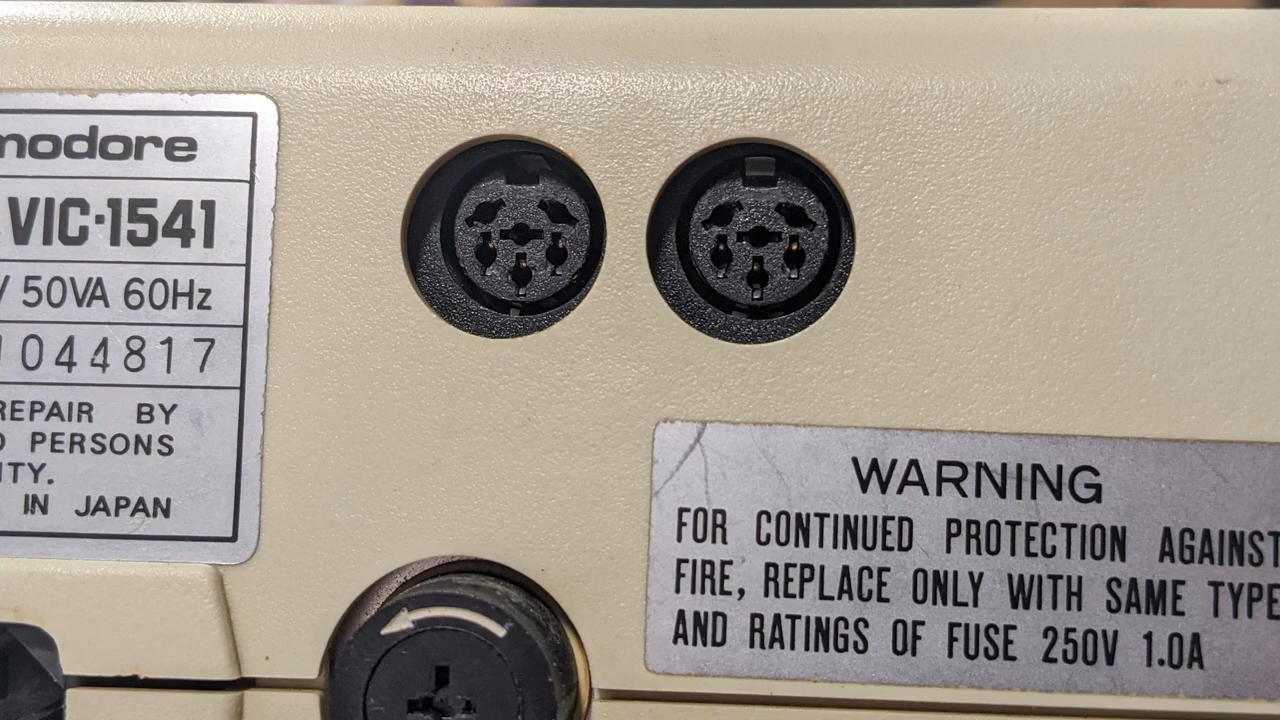 modore
VIC-1541
50VA 60Hz
044817
REPAIR BY
PERSONS
ITY.
IN JAPAN
WARNING
FOR CONTINUED PROTECTION AGAINST
FIRE, REPLACE ONLY WITH SAME TYPE
AND RATINGS OF FUSE 250V 1.0A